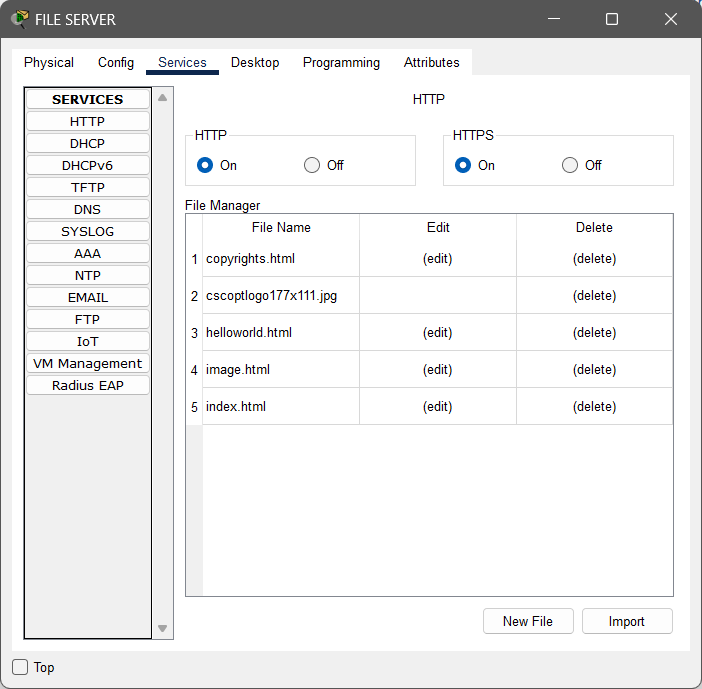 FILE SERVER
Physical Config Services Desktop Programming Attributes
SERVICES
HTTP
DHCP
DHCPv6
TFTP
DNS
SYSLOG
AAA
NTP
EMAIL
FTP
IoT
VM Management
Radius EAP
HTTP
HTTP
On Off
HTTPS
On Off
File Manager
File Name Edit Delete
1 copyrights.html (edit) (delete)
2 cscoptlogo177x111.jpg (delete)
3 helloworld.html (edit) (delete)
4 image.html (edit) (delete)
5 index.html (edit) (delete)
New File Import
Top